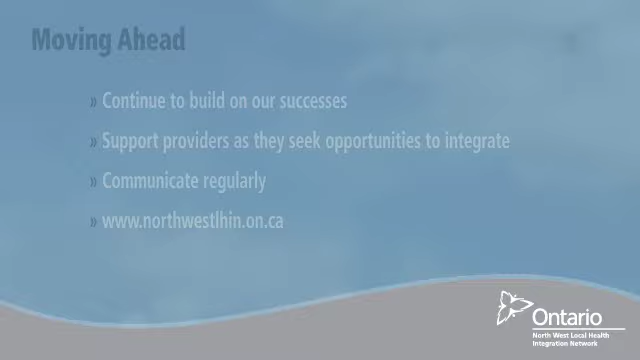 Moving Ahead
» Continue to build on our successes
» Support providers as they seek opportunities to integrate
» Communicate regularly
» www.northwestlhin.on.ca
Ontario
North West Local Health
Integration Network